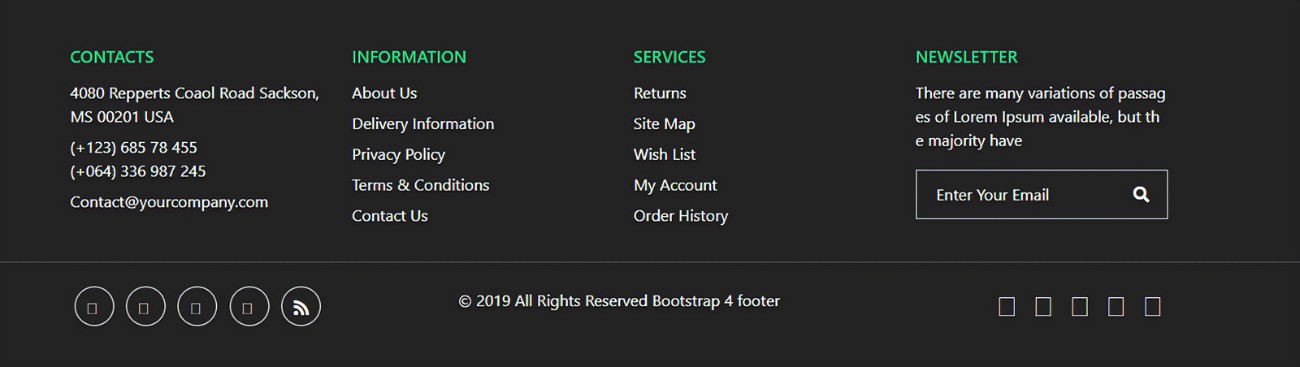 CONTACTS
4080 Repperts Coaol Road Sackson,
MS 00201 USA
(+123) 685 78 455
(+064) 336 987 245
Contact@yourcompany.com
INFORMATION
About Us
Delivery Information
Privacy Policy
Terms & Conditions
Contact Us
SERVICES
Returns
Site Map
Wish List
My Account
Order History
NEWSLETTER
There are many variations of passag
es of Lorem Ipsum available, but th
e majority have
Enter Your Email
© 2019 All Rights Reserved Bootstrap 4 footer